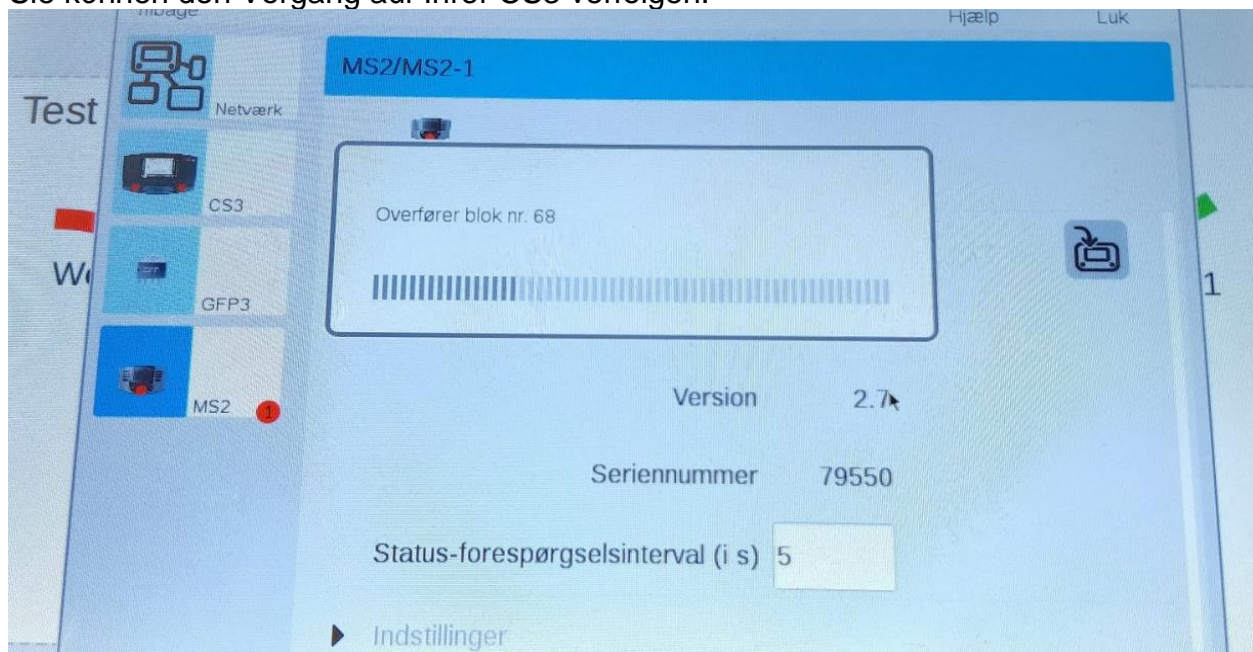 Sie können den Vorgang auf Ihrer CS3 verfolgen.
Tilbage
Hjælp
Luk
MS2/MS2-1
Test
Netværk
CS3
Overfører blok nr. 68
GFP3
1
MS2
1
Version 2.7
Seriennummer 79550
Status-forespørgselsinterval (i s) 5
Indstillinger